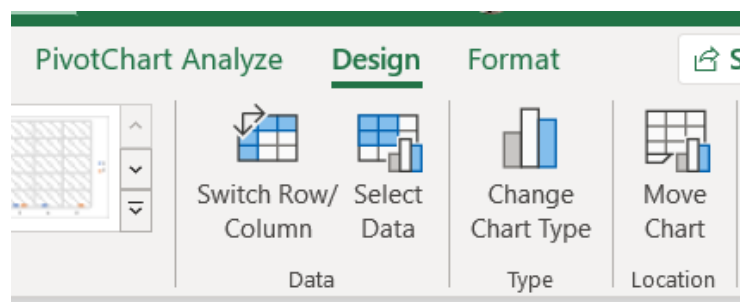 PivotChart Analyze Design Format S
Switch Row/ Select Change Move
Column Data Chart Type Chart
Data Type Location